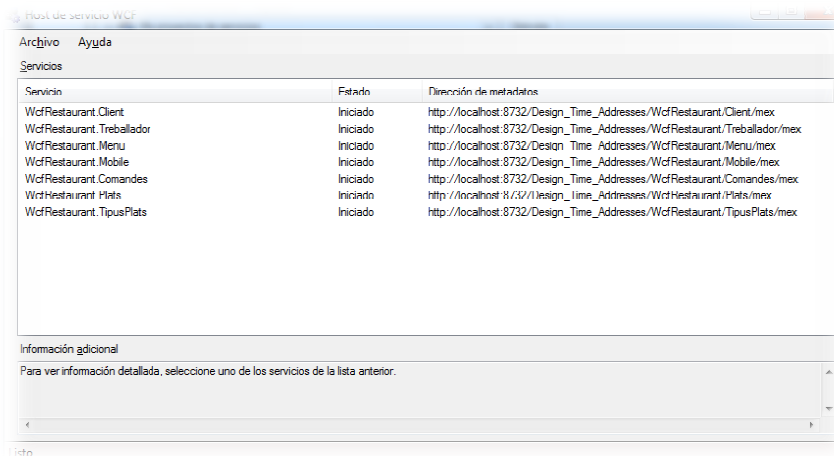 Host de servicio WCF
Archivo Ayuda
Servicios
Servicio Estado Dirección de metadatos
WcfRestaurant.Client Iniciado http://localhost:8732/Design_Time_Addresses/WcfRestaurant/Client/mex
WcfRestaurant.Treballador Iniciado http://localhost:8732/Design_Time_Addresses/WcfRestaurant/Treballador/mex
WcfRestaurant.Menu Iniciado http://localhost:8732/Design_Time_Addresses/WcfRestaurant/Menu/mex
WcfRestaurant.Mobile Iniciado http://localhost:8732/Design_Time_Addresses/WcfRestaurant/Mobile/mex
WcfRestaurant.Comandes Iniciado http://localhost:8732/Design_Time_Addresses/WcfRestaurant/Comandes/mex
WcfRestaurant.Plats Iniciado http://localhost:8732/Design_Time_Addresses/WcfRestaurant/Plats/mex
WcfRestaurant.TipusPlats Iniciado http://localhost:8732/Design_Time_Addresses/WcfRestaurant/TipusPlats/mex
Información adicional
Para ver información detallada, seleccione uno de los servicios de la lista anterior.
Listo